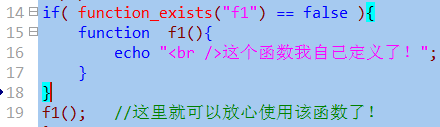 14 if( function_exists("f1") == false ){
15     function  f1(){
16         echo "<br />这个函数我自己定义了！";
17     }
18 }
19 f1();   //这里就可以放心使用该函数了！